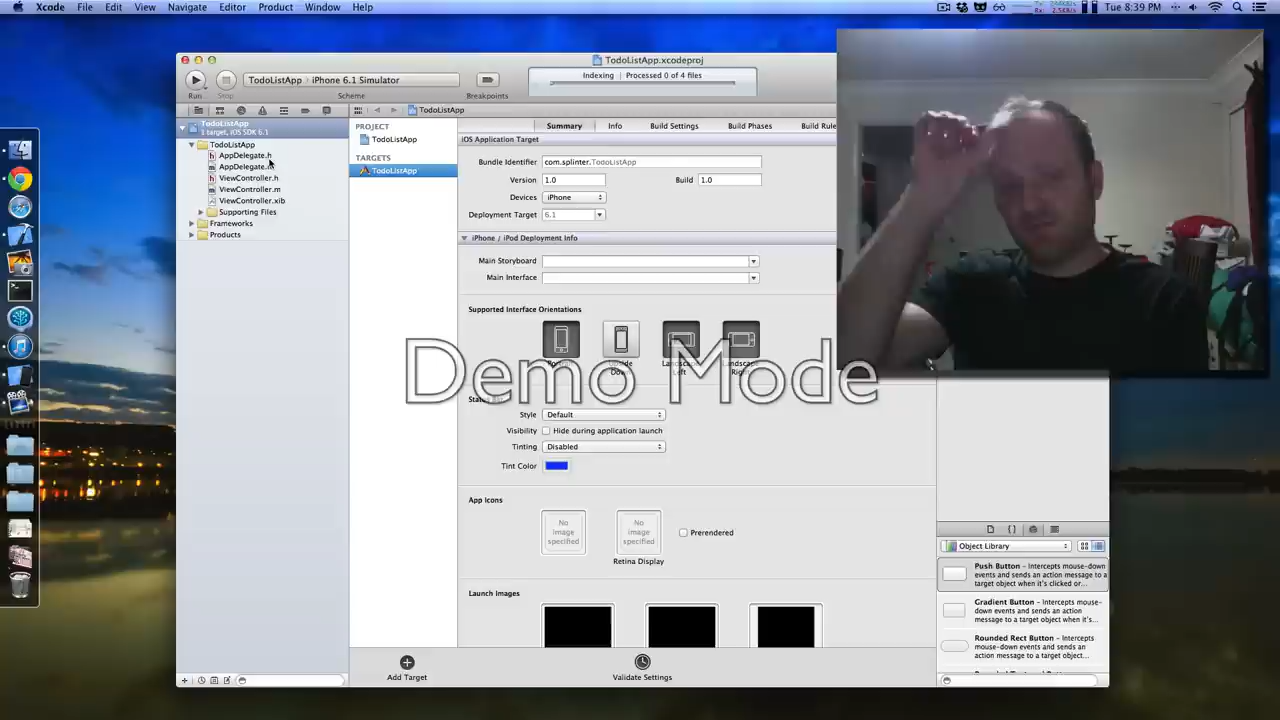 Xcode File Edit View Navigate Editor Product Window Help
Tue 8:39 PM
TodoListApp.xcodeproj
Run Stop
TodoListApp iPhone 6.1 Simulator
Scheme
Breakpoints
Indexing | Processed 0 of 4 files
TodoListApp
1 target, iOS SDK 6.1
TodoListApp
AppDelegate.h
AppDelegate.m
ViewController.h
ViewController.m
ViewController.xib
Supporting Files
Frameworks
Products
TodoListApp
PROJECT
TodoListApp
TARGETS
TodoListApp
Summary Info Build Settings Build Phases Build Rule
iOS Application Target
Bundle Identifier com.splinter.TodoListApp
Version 1.0 Build 1.0
Devices iPhone
Deployment Target 6.1
iPhone / iPod Deployment Info
Main Storyboard
Main Interface
Supported Interface Orientations
Upside
Down
Landscape
Left
Landscape
Right
Demo Mode
Style Default
Visibility Hide during application launch
Tinting Disabled
Tint Color
App Icons
No
image
specified
No
image
specified
Prerendered
Retina Display
Launch Images
Add Target
Validate Settings
Object Library
Push Button – Intercepts mouse-down
events and sends an action message to a
target object when it's clicked or...
Gradient Button – Intercepts mouse-
down events and sends an action
message to a target object when it's...
Rounded Rect Button – Intercepts
mouse-down events and sends an
action message to a target object...